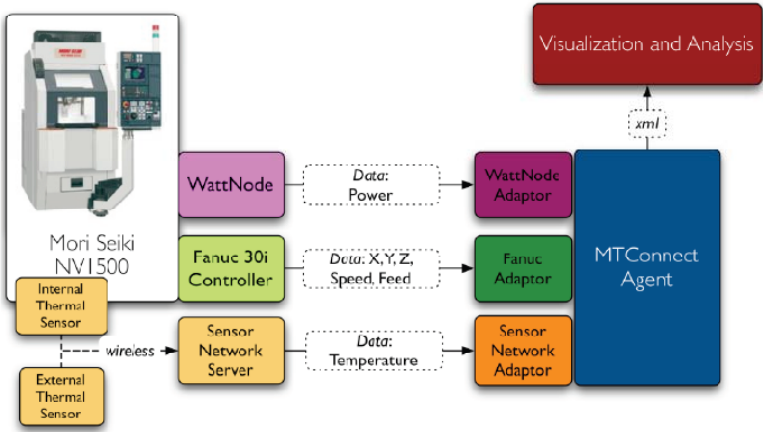 Visualization and Analysis
xml
WattNode
Data:
Power
WattNode
Adaptor
Mori Seiki
NV1500
Fanuc 30i
Controller
Data: X,Y, Z,
Speed, Feed
Fanuc
Adaptor
MTConnect
Agent
Internal
Thermal
Sensor
wireless
Sensor
Network
Server
Data:
Temperature
Sensor
Network
Adaptor
External
Thermal
Sensor